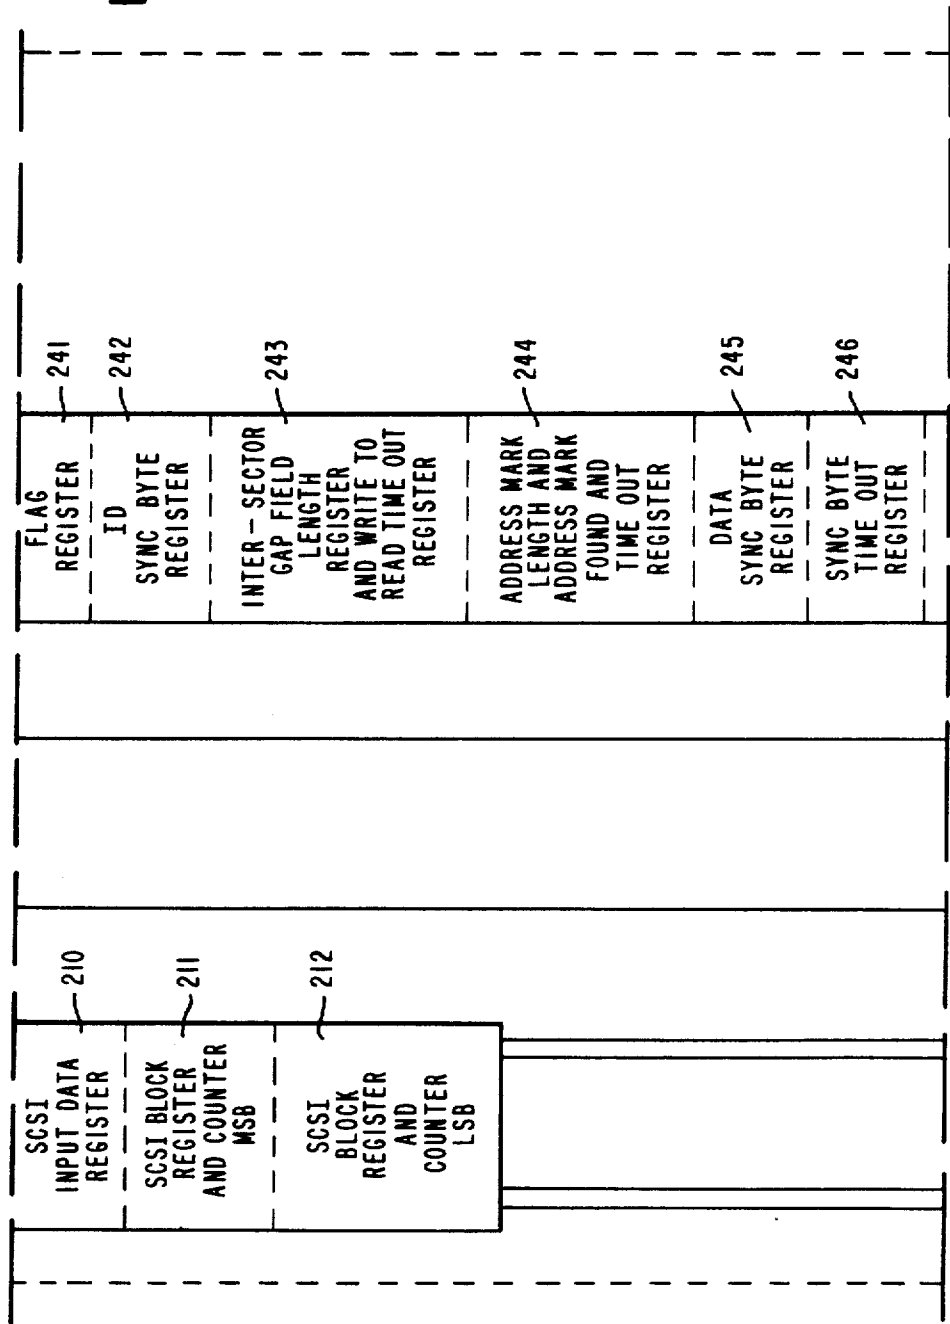 SCSI
INPUT DATA
REGISTER
210
SCSI BLOCK
REGISTER
AND COUNTER
MSB
211
SCSI
BLOCK
REGISTER
AND
COUNTER
LSB
212
FLAG
REGISTER
241
ID
SYNC BYTE
REGISTER
242
INTER-SECTOR
GAP FIELD
LENGTH
REGISTER
AND WRITE TO
READ TIME OUT
REGISTER
243
ADDRESS MARK
LENGTH AND
ADDRESS MARK
FOUND AND
TIME OUT
REGISTER
244
DATA
SYNC BYTE
REGISTER
245
SYNC BYTE
TIME OUT
REGISTER
246